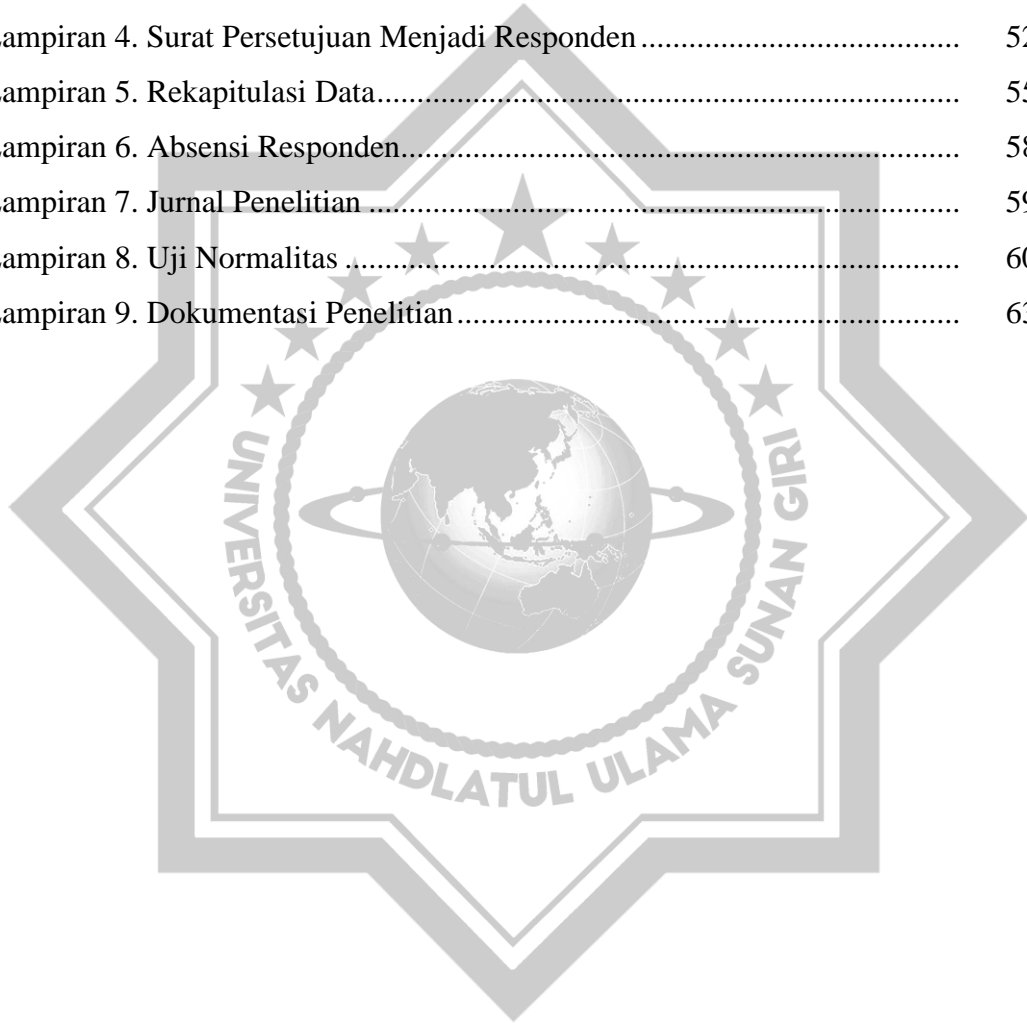 ampiran 4. Surat Persetujuan Menjadi Responden ................................... 52
ampiran 5. Rekapitulasi Data................................................................... 55
ampiran 6. Absensi Responden................................................................ 58
ampiran 7. Jurnal Penelitian .................................................................... 59
ampiran 8. Uji Normalitas ....................................................................... 60
ampiran 9. Dokumentasi Penelitian.......................................................... 63
UNIVERSITAS NAHDLATUL ULAMA SUNAN GIRI